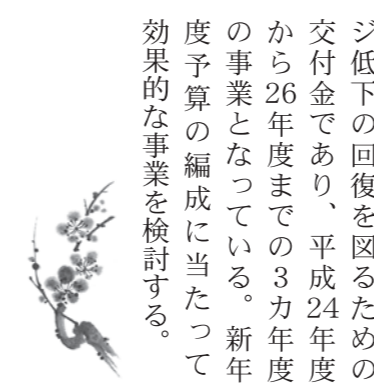 ジ低下の回復を図るための
交付金であり、平成24年度
から26年度までの3カ年度
の事業となっている。新年
度予算の編成に当たって
効果的な事業を検討する。